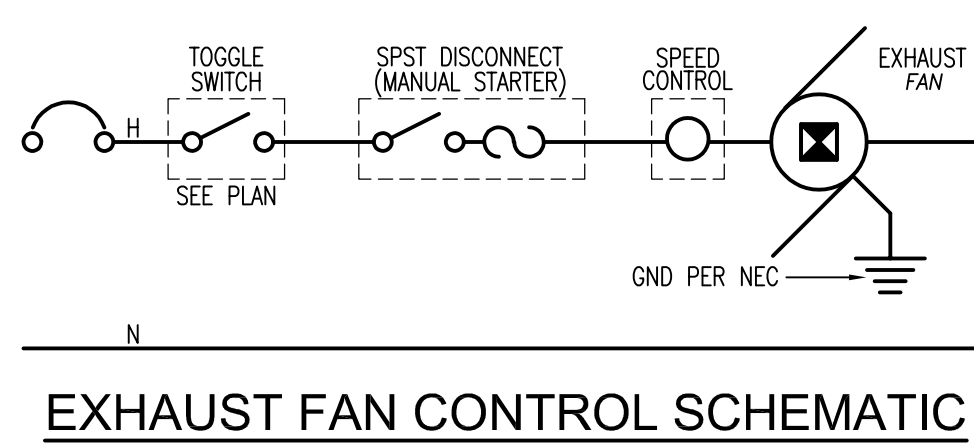 TOGGLE
SWITCH
SPST DISCONNECT
(MANUAL STARTER)
SPEED
CONTROL
EXHAUST
FAN
H
SEE PLAN
GND PER NEC
N
EXHAUST FAN CONTROL SCHEMATIC